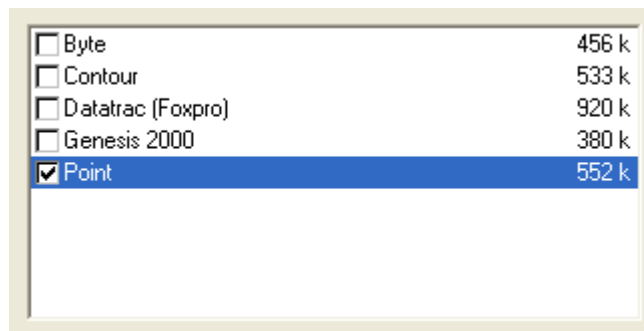 Byte 456 k
Contour 533 k
Datatrac (Foxpro) 920 k
Genesis 2000 380 k
Point 552 k